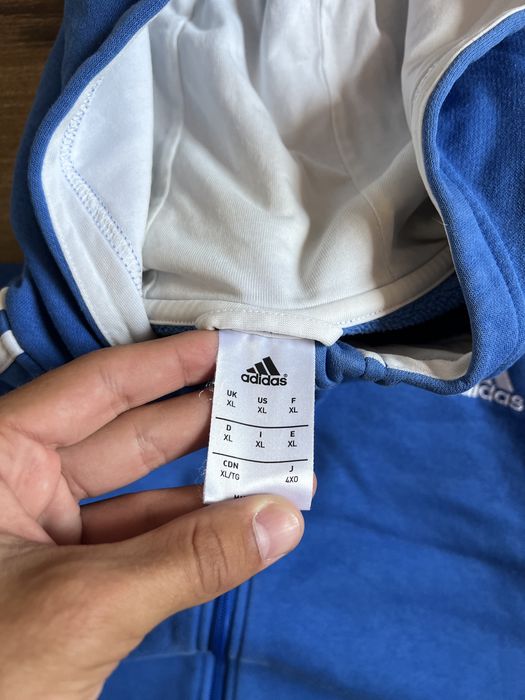 adidas
UK US F
XL XL XL
D I E
XL XL XL
CDN J
XL/TG 4XO
adidas